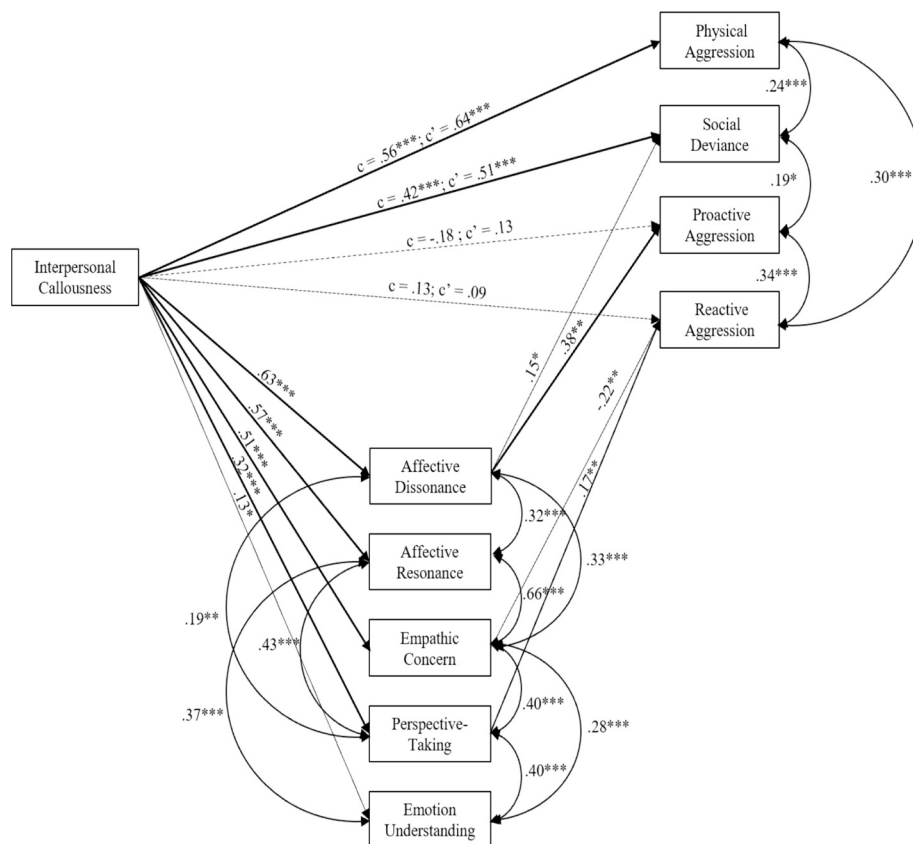 Physical
Aggression
.24***
c = .56***; c' = .64***
Social
Deviance
c = .42***; c' = .51***
.19*
.30***
Proactive
Aggression
c = -.18 ; c' = .13
Interpersonal
Callousness
.34***
c = .13; c' = .09
Reactive
Aggression
.15*
.38**
-.22**
.17**
.63***
.57***
.51***
.32***
.13*
Affective
Dissonance
.32***
.33***
Affective
Resonance
.66***
.19**
.43***
Empathic
Concern
.37***
.40***
.28***
Perspective-
Taking
.40***
Emotion
Understanding